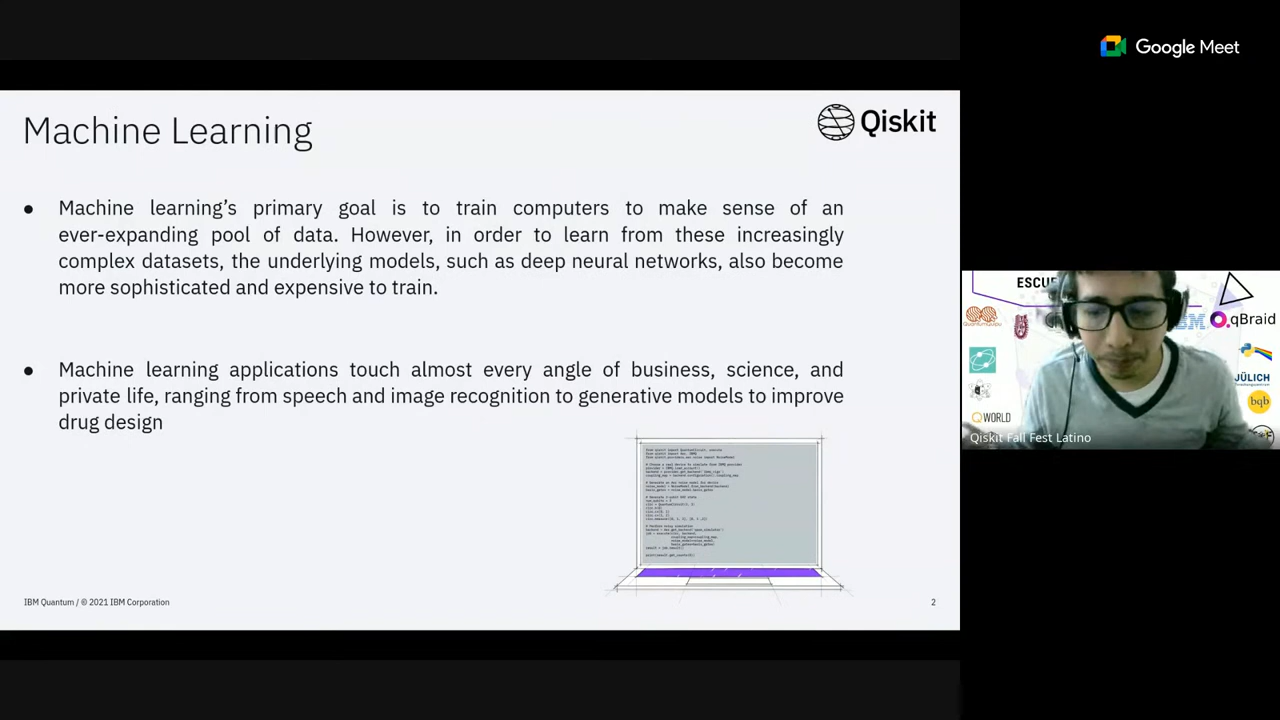 Google Meet
Machine Learning
Qiskit
● Machine learning’s primary goal is to train computers to make sense of an
ever-expanding pool of data. However, in order to learn from these increasingly
complex datasets, the underlying models, such as deep neural networks, also become
more sophisticated and expensive to train.
● Machine learning applications touch almost every angle of business, science, and
private life, ranging from speech and image recognition to generative models to improve
drug design
IBM Quantum / © 2021 IBM Corporation
2
ESCUE
qBraid
JÜLICH
bqb
QWORLD
Qiskit Fall Fest Latino